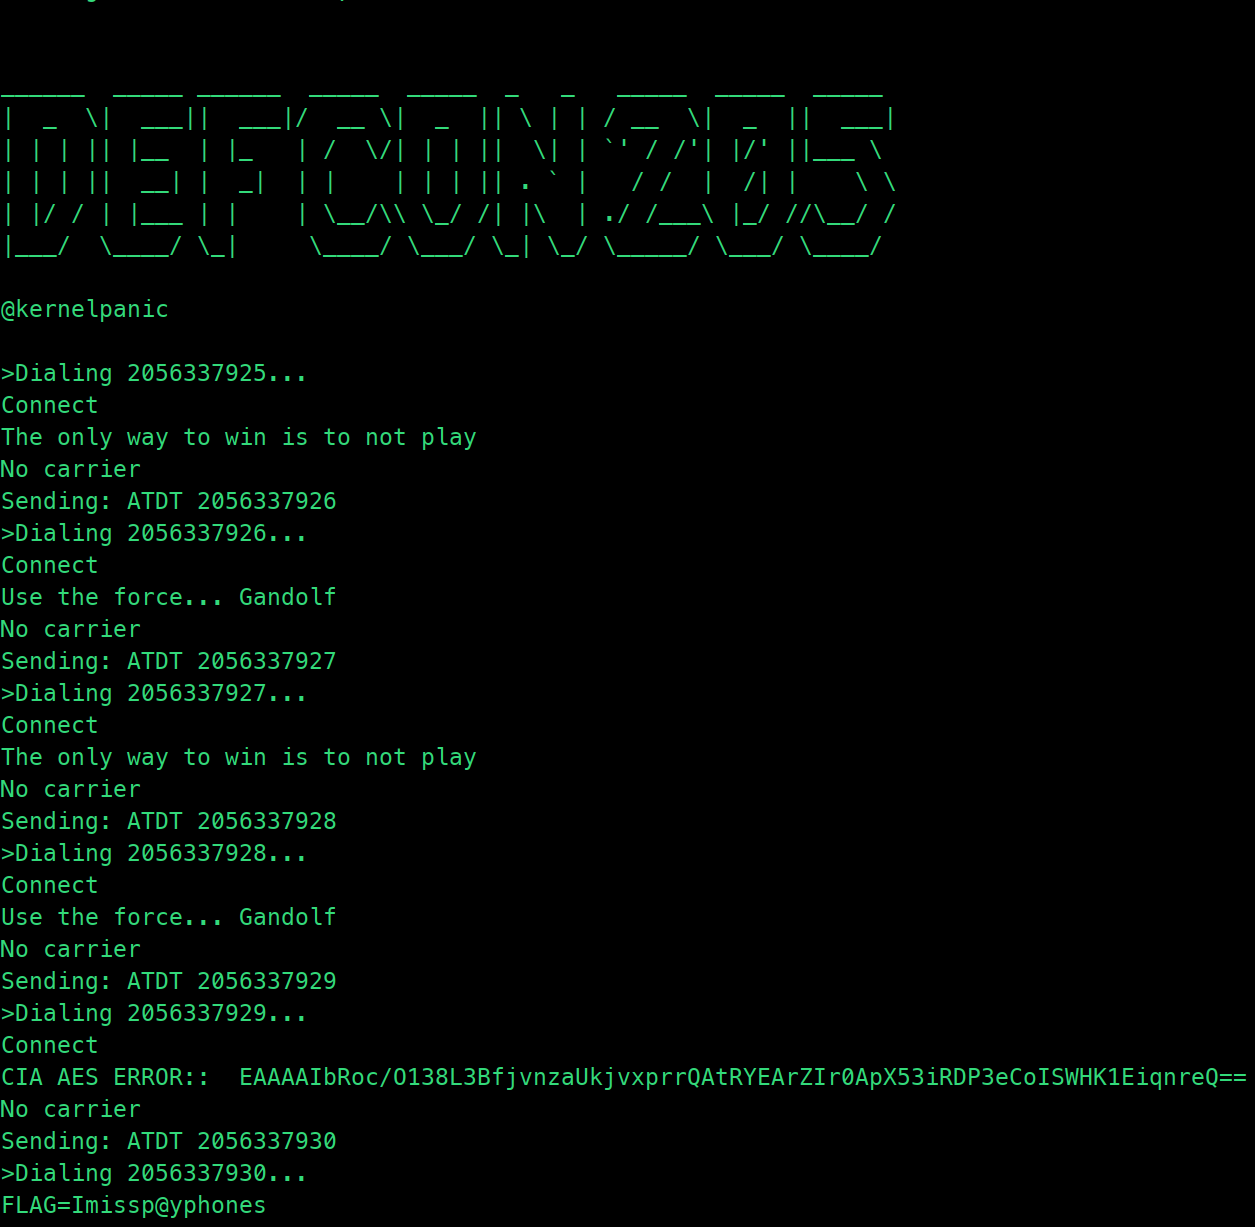 DEFCON205
@kernelpanic
>Dialing 2056337925...
Connect
The only way to win is to not play
No carrier
Sending: ATDT 2056337926
>Dialing 2056337926...
Connect
Use the force... Gandolf
No carrier
Sending: ATDT 2056337927
>Dialing 2056337927...
Connect
The only way to win is to not play
No carrier
Sending: ATDT 2056337928
>Dialing 2056337928...
Connect
Use the force... Gandolf
No carrier
Sending: ATDT 2056337929
>Dialing 2056337929...
Connect
CIA AES ERROR::  EAAAAIbRoc/O138L3BfjvnzaUkjvxprrQAtRYEArZIr0ApX53iRDP3eCoISWHK1EiqnreQ==
No carrier
Sending: ATDT 2056337930
>Dialing 2056337930...
FLAG=Imissp@yphones